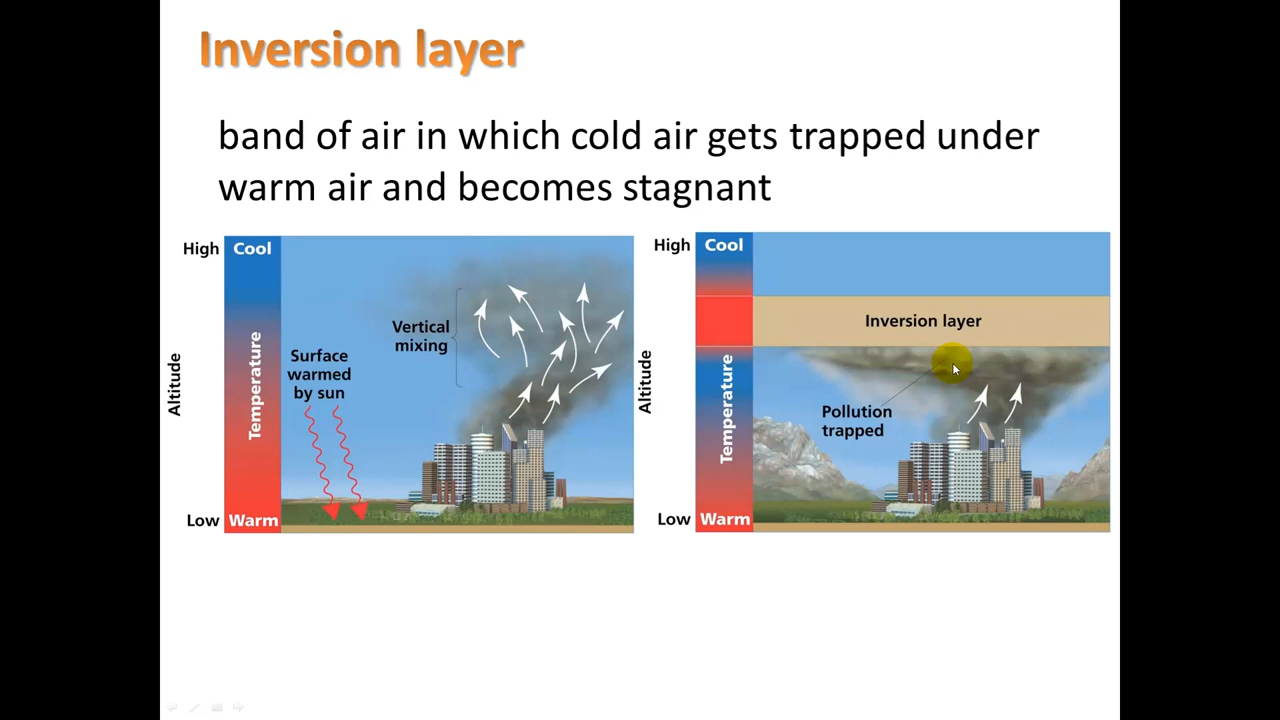 Inversion layer
band of air in which cold air gets trapped under
warm air and becomes stagnant
High
Cool
Vertical
mixing
Surface
warmed
by sun
Altitude
Temperature
Low
Warm
High
Cool
Inversion layer
Altitude
Temperature
Pollution
trapped
Low
Warm